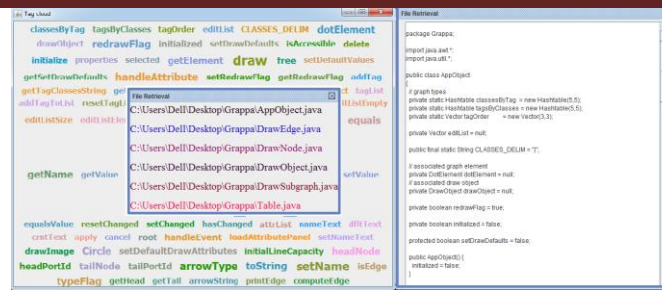 Tag cloud
classesByTag tagsByClasses tagOrder editList CLASSES_DELIM dotElement
drawObject redrawFlag initialized setDrawDefaults isAccessible delete
initialize properties selected getElement draw tree setDefaultValues
getSetDrawDefaults handleAttribute setRedrawFlag getRedrawFlag addTag
getTagClassesString tagList
addTagToList
editListSize equals
File Retrieval
C:\Users\Dell\Desktop\Grappa\AppObject.java
C:\Users\Dell\Desktop\Grappa\DrawEdge.java
C:\Users\Dell\Desktop\Grappa\DrawNode.java
C:\Users\Dell\Desktop\Grappa\DrawObject.java
C:\Users\Dell\Desktop\Grappa\DrawSubgraph.java
C:\Users\Dell\Desktop\Grappa\Table.java
getName getValue setValue
equalsValue resetChanged setChanged hasChanged attrList nameText dfltText
crntText apply cancel root handleEvent loadAttributePanel setNameText
drawImage Circle setDefaultDrawAttributes initialLineCapacity headNode
headPortId tailNode tailPortId arrowType toString setName isEdge
typeFlag getHead getTail arrowString printEdge computeEdge
File Retrieval
package Grappa;
import java.awt.*;
import java.util.*;
public class AppObject
{
// graph types
private static Hashtable classesByTag = new Hashtable(5,5);
private static Hashtable tagsByClasses = new Hashtable(5,5);
private static Vector tagOrder = new Vector(3,3);
private Vector editList = null;
public final static String CLASSES_DELIM = "|";
// associated graph element
private DotElement dotElement = null;
// associated draw object
private DrawObject drawObject = null;
private boolean redrawFlag = true;
private boolean initialized = false;
protected boolean setDrawDefaults = false;
public AppObject() {
initialized = false;
}